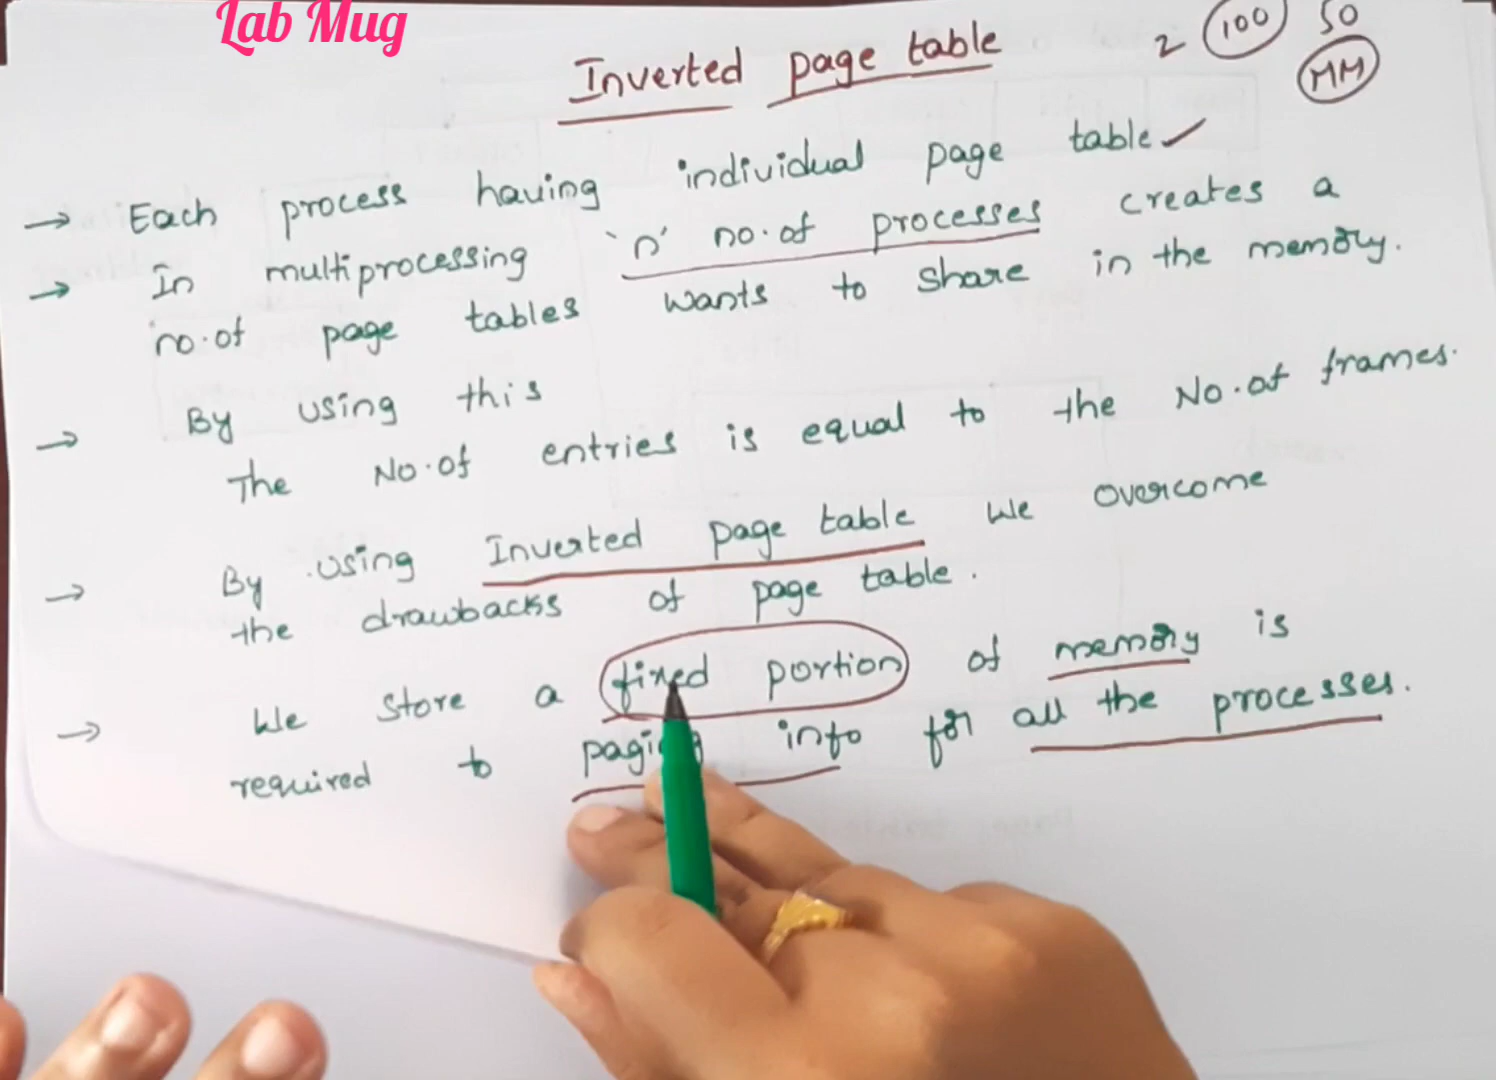 Lab Mug
Inverted page table
2 100 50
MM
→ Each process having individual page table ✓
→ In multiprocessing 'n' no.of processes creates a
no.of page tables wants to share in the memory.
→ By using this
The No.of entries is equal to the No.of frames.
→ By using Inverted page table we overcome
the drawbacks of page table.
→ We store a fixed portion of memory is
required to paging info for all the processes.